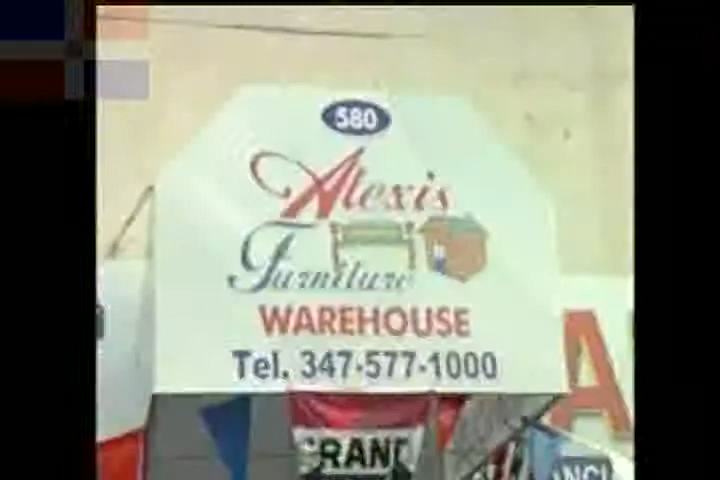 580
Alexis
Furniture
WAREHOUSE
Tel. 347-577-1000
A
GRAND